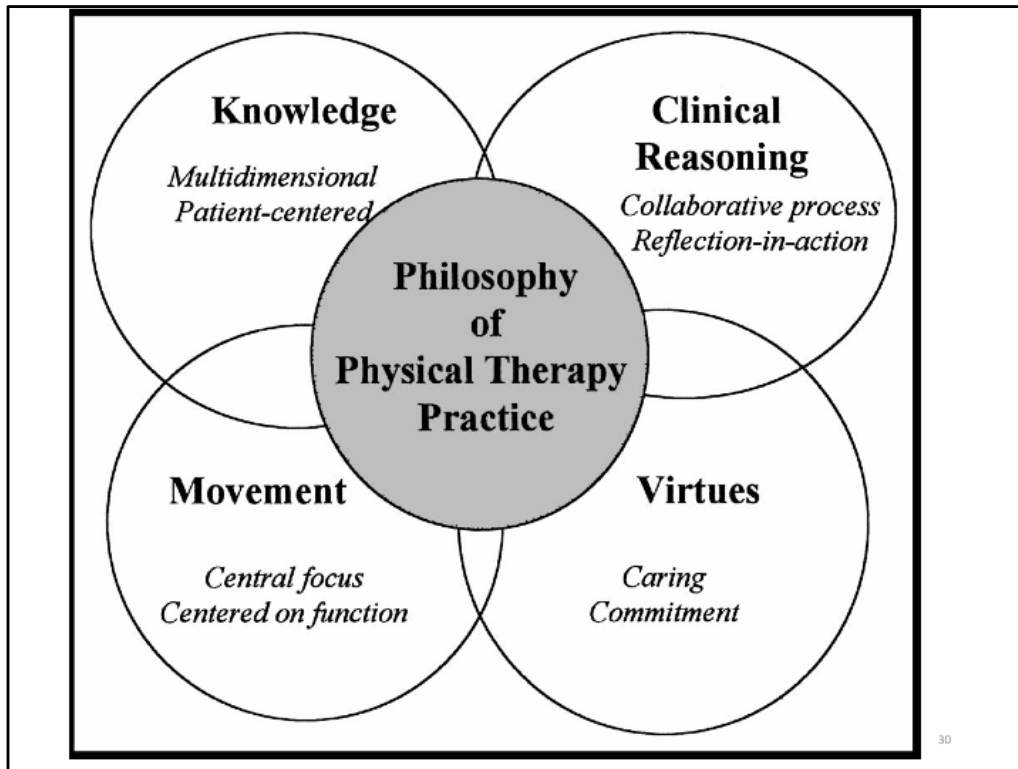 Knowledge
Multidimensional
Patient-centered
Clinical
Reasoning
Collaborative process
Reflection-in-action
Philosophy
of
Physical Therapy
Practice
Movement
Central focus
Centered on function
Virtues
Caring
Commitment
30